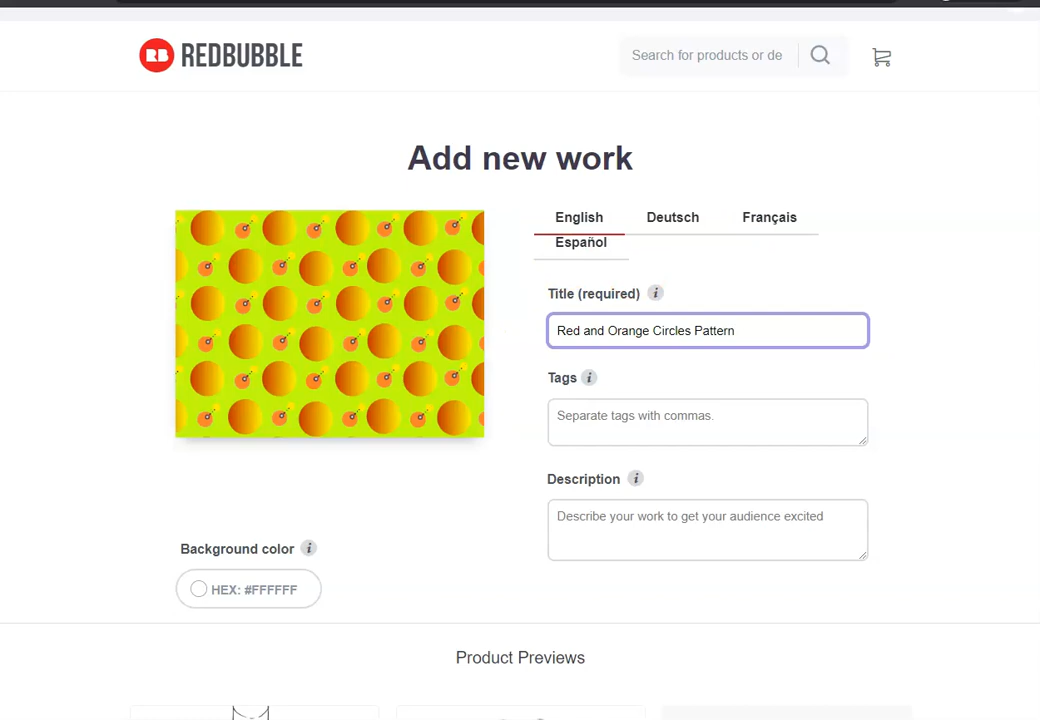 RB REDBUBBLE
Search for products or de
Add new work
English Deutsch Français
Español
Title (required) i
Red and Orange Circles Pattern
Tags i
Separate tags with commas.
Description i
Describe your work to get your audience excited
Background color i
HEX: #FFFFFF
Product Previews